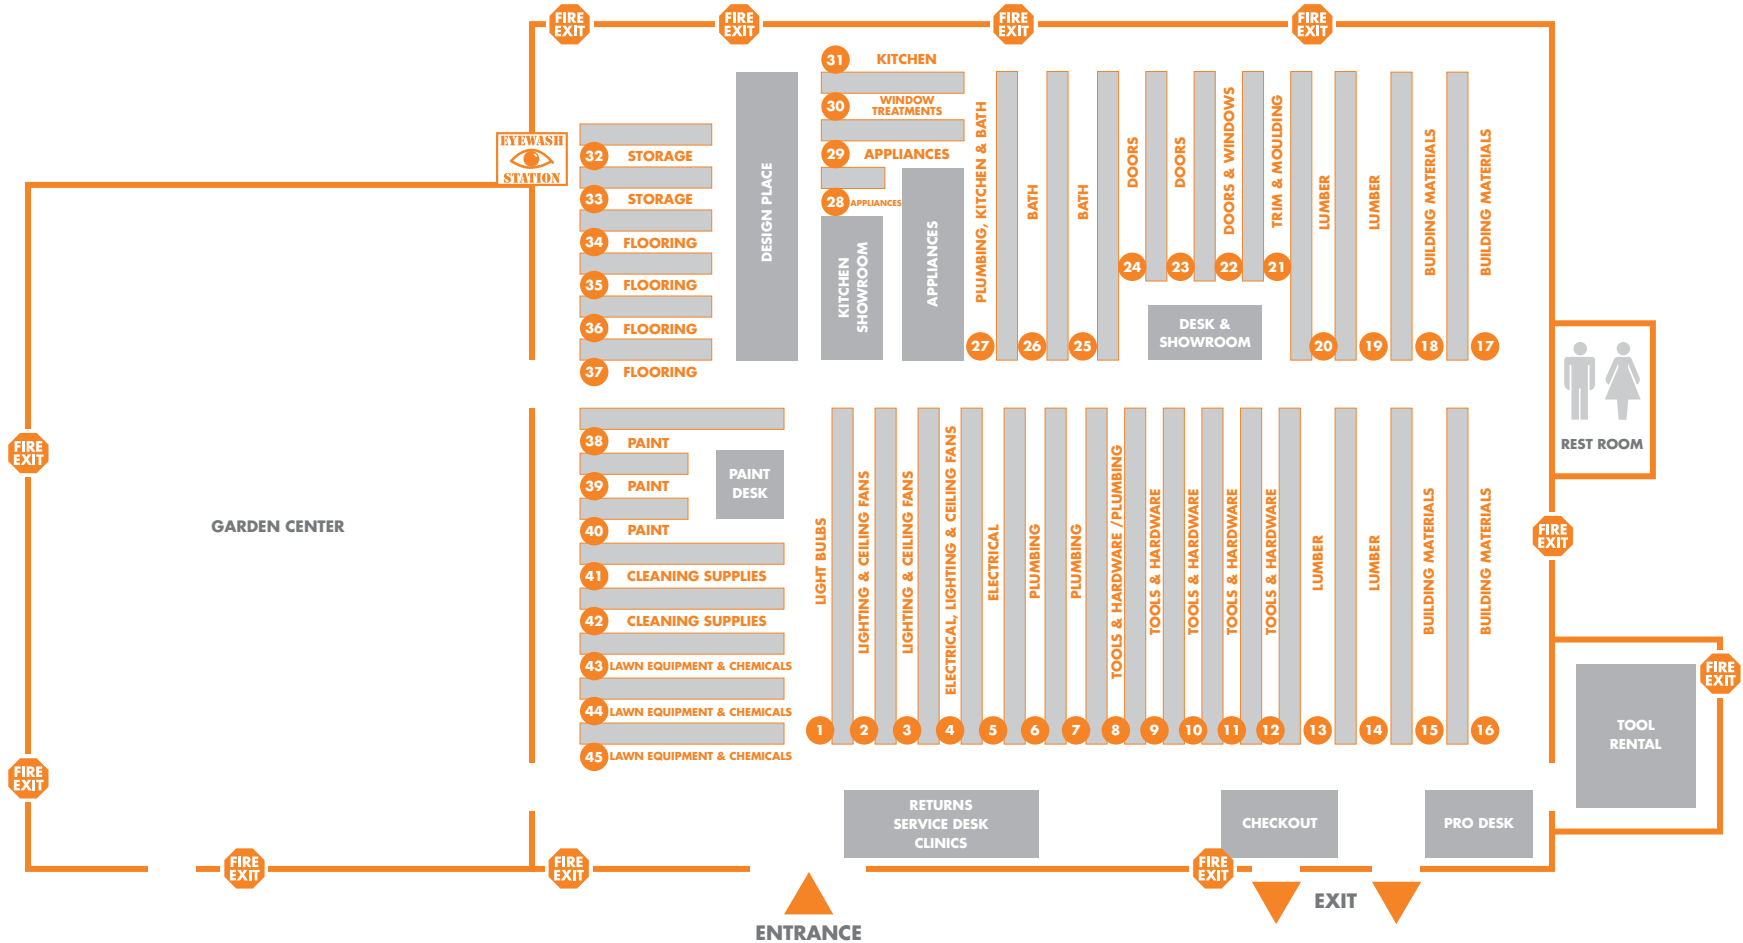 FIRE
EXIT
FIRE
EXIT
FIRE
EXIT
FIRE
EXIT
EYEWASH
STATION
31 KITCHEN
30 WINDOW
TREATMENTS
29 APPLIANCES
28 APPLIANCES
KITCHEN
SHOWROOM
APPLIANCES
DESIGN PLACE
32 STORAGE
33 STORAGE
34 FLOORING
35 FLOORING
36 FLOORING
37 FLOORING
PLUMBING, KITCHEN & BATH
27
BATH
26
BATH
25
DOORS
24
DOORS
23
DOORS & WINDOWS
22
TRIM & MOULDING
21
DESK &
SHOWROOM
LUMBER
20
LUMBER
19
BUILDING MATERIALS
18
BUILDING MATERIALS
17
REST ROOM
FIRE
EXIT
GARDEN CENTER
FIRE
EXIT
38 PAINT
39 PAINT
40 PAINT
PAINT
DESK
41 CLEANING SUPPLIES
42 CLEANING SUPPLIES
43 LAWN EQUIPMENT & CHEMICALS
44 LAWN EQUIPMENT & CHEMICALS
45 LAWN EQUIPMENT & CHEMICALS
LIGHT BULBS
1
LIGHTING & CEILING FANS
2
LIGHTING & CEILING FANS
3
ELECTRICAL, LIGHTING & CEILING FANS
4
ELECTRICAL
5
PLUMBING
6
PLUMBING
7
TOOLS & HARDWARE /PLUMBING
8
TOOLS & HARDWARE
9
TOOLS & HARDWARE
10
TOOLS & HARDWARE
11
TOOLS & HARDWARE
12
LUMBER
13
LUMBER
14
BUILDING MATERIALS
15
BUILDING MATERIALS
16
FIRE
EXIT
FIRE
EXIT
TOOL
RENTAL
RETURNS
SERVICE DESK
CLINICS
CHECKOUT
PRO DESK
FIRE
EXIT
FIRE
EXIT
FIRE
EXIT
EXIT
ENTRANCE